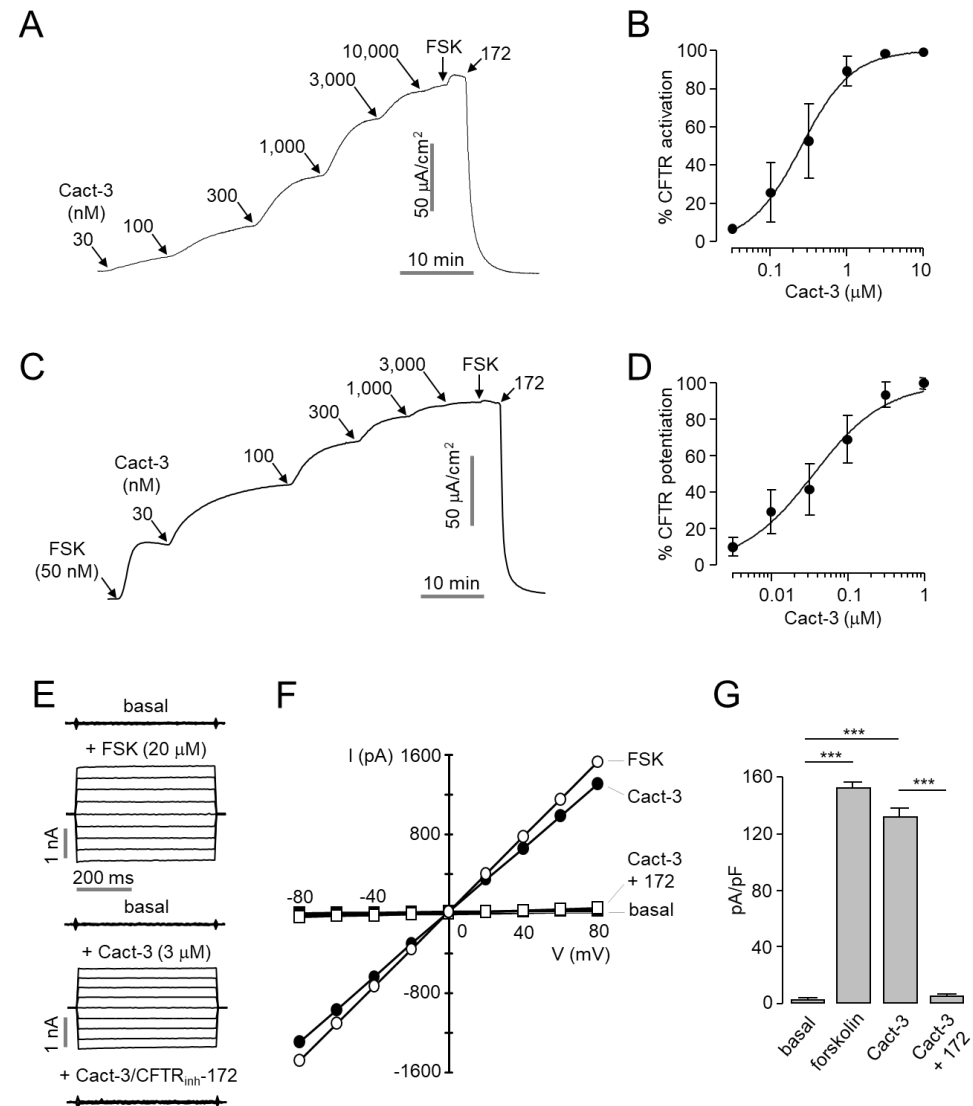 A
Cact-3
(nM)
30
100
300
1,000
3,000
10,000
FSK
172
50 μA/cm²
10 min
B
% CFTR activation
100
80
60
40
20
0
0.1
1
10
Cact-3 (μM)
C
FSK
(50 nM)
Cact-3
(nM)
30
100
300
1,000
3,000
FSK
172
50 μA/cm²
10 min
D
% CFTR potentiation
100
80
60
40
20
0
0.01
0.1
1
Cact-3 (μM)
E
basal
+ FSK (20 μM)
1 nA
200 ms
basal
+ Cact-3 (3 μM)
1 nA
+ Cact-3/CFTRinh-172
F
I (pA)
1600
800
-800
-1600
-80
-40
0
40
80
V (mV)
FSK
Cact-3
Cact-3
+ 172
basal
G
***
***
***
pA/pF
160
120
80
40
0
basal
forskolin
Cact-3
Cact-3
+ 172